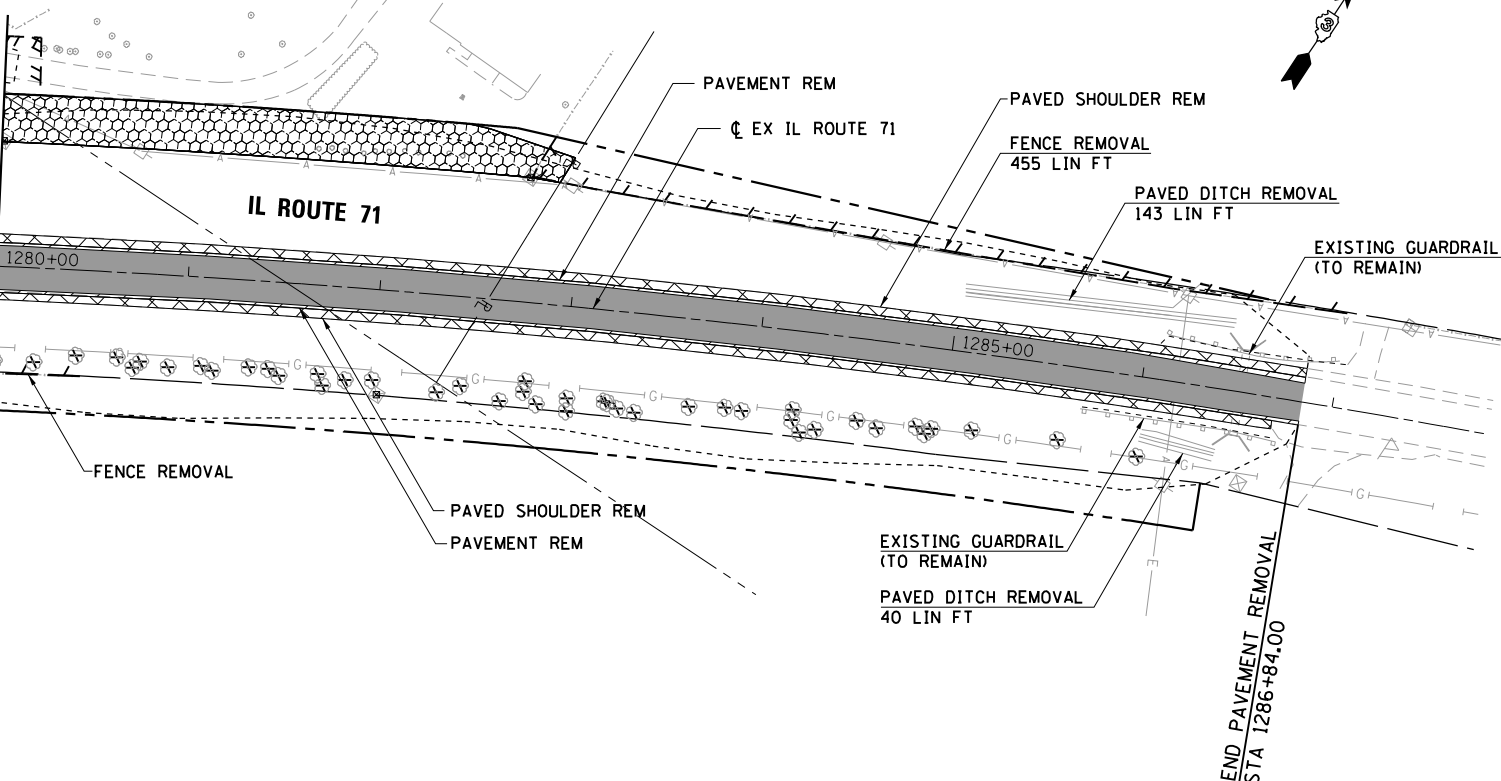 PAVEMENT REM
℄ EX IL ROUTE 71
PAVED SHOULDER REM
FENCE REMOVAL
455 LIN FT
PAVED DITCH REMOVAL
143 LIN FT
EXISTING GUARDRAIL
(TO REMAIN)
IL ROUTE 71
1280+00
1285+00
FENCE REMOVAL
PAVED SHOULDER REM
PAVEMENT REM
EXISTING GUARDRAIL
(TO REMAIN)
PAVED DITCH REMOVAL
40 LIN FT
END PAVEMENT REMOVAL
STA 1286+84.00